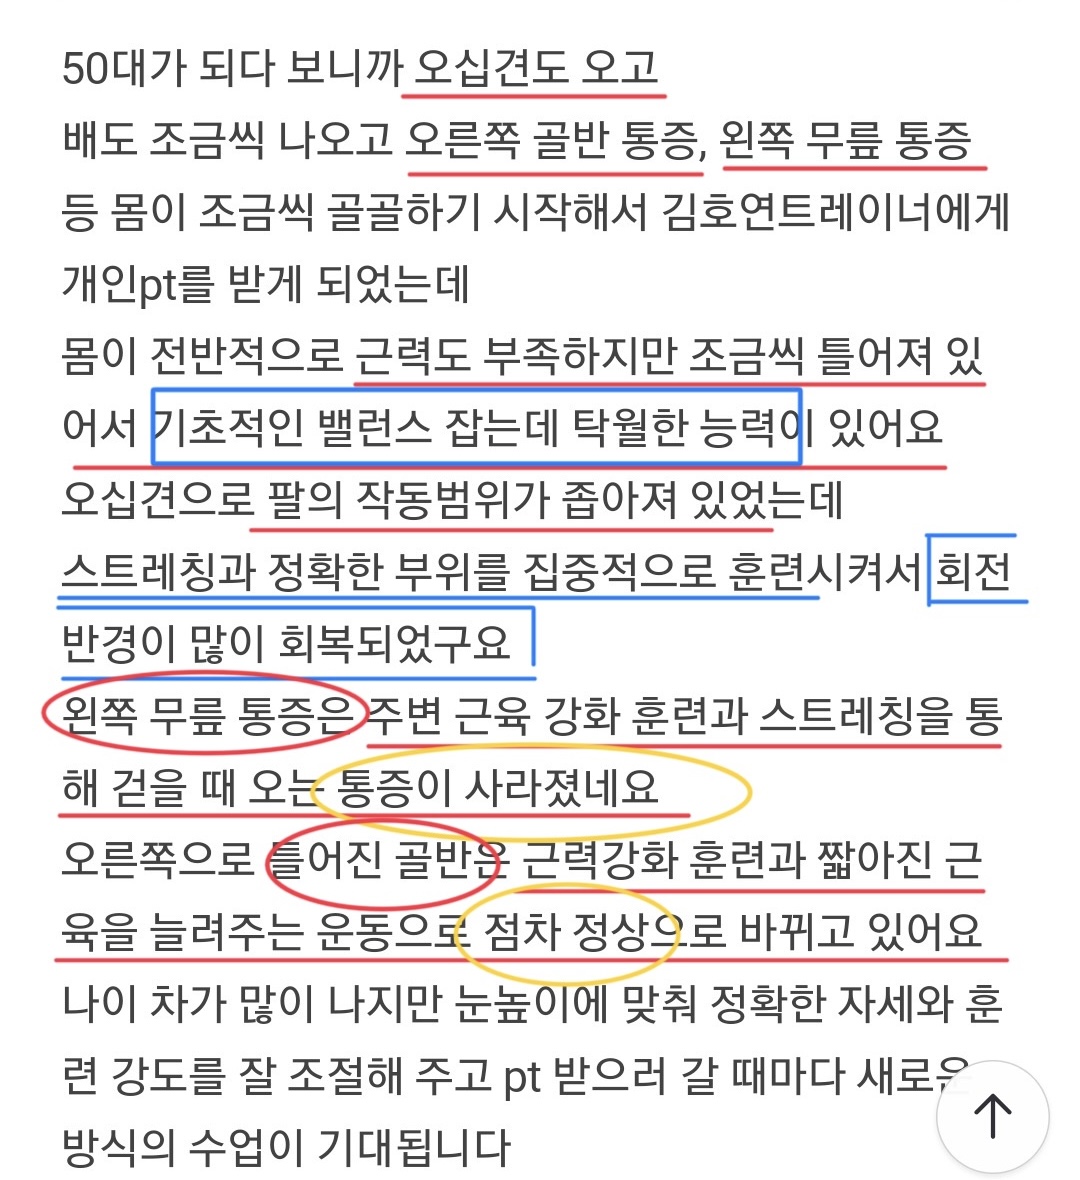 50대가 되다 보니까 오십견도 오고
배도 조금씩 나오고 오른쪽 골반 통증, 왼쪽 무릎 통증
등 몸이 조금씩 골골하기 시작해서 김호연트레이너에게
개인pt를 받게 되었는데
몸이 전반적으로 근력도 부족하지만 조금씩 틀어져 있
어서 기초적인 밸런스 잡는데 탁월한 능력이 있어요
오십견으로 팔의 작동범위가 좁아져 있었는데
스트레칭과 정확한 부위를 집중적으로 훈련시켜서 회전
반경이 많이 회복되었구요
왼쪽 무릎 통증은 주변 근육 강화 훈련과 스트레칭을 통
해 걷을 때 오는 통증이 사라졌네요
오른쪽으로 틀어진 골반은 근력강화 훈련과 짧아진 근
육을 늘려주는 운동으로 점차 정상으로 바뀌고 있어요
나이 차가 많이 나지만 눈높이에 맞춰 정확한 자세와 훈
련 강도를 잘 조절해 주고 pt 받으러 갈 때마다 새로운
방식의 수업이 기대됩니다